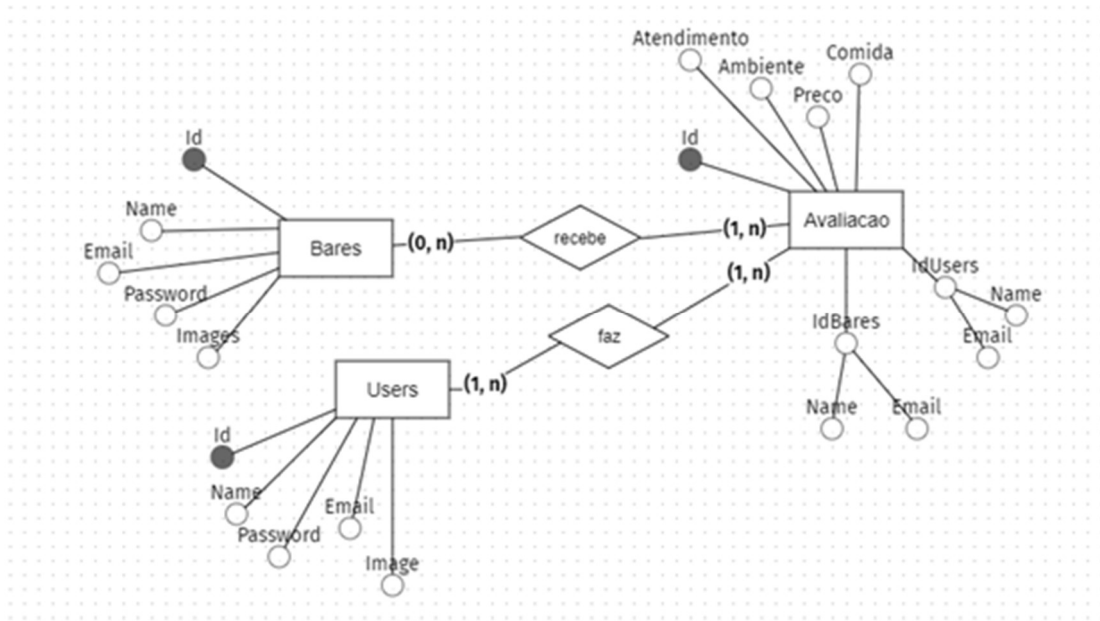 Atendimento
Ambiente
Comida
Preco
Id
Id
Name
Email
Password
Images
Bares
(0, n)
recebe
(1, n)
Avaliacao
(1, n)
faz
(1, n)
Users
IdUsers
Name
Email
IdBares
Name
Email
Id
Name
Password
Email
Image